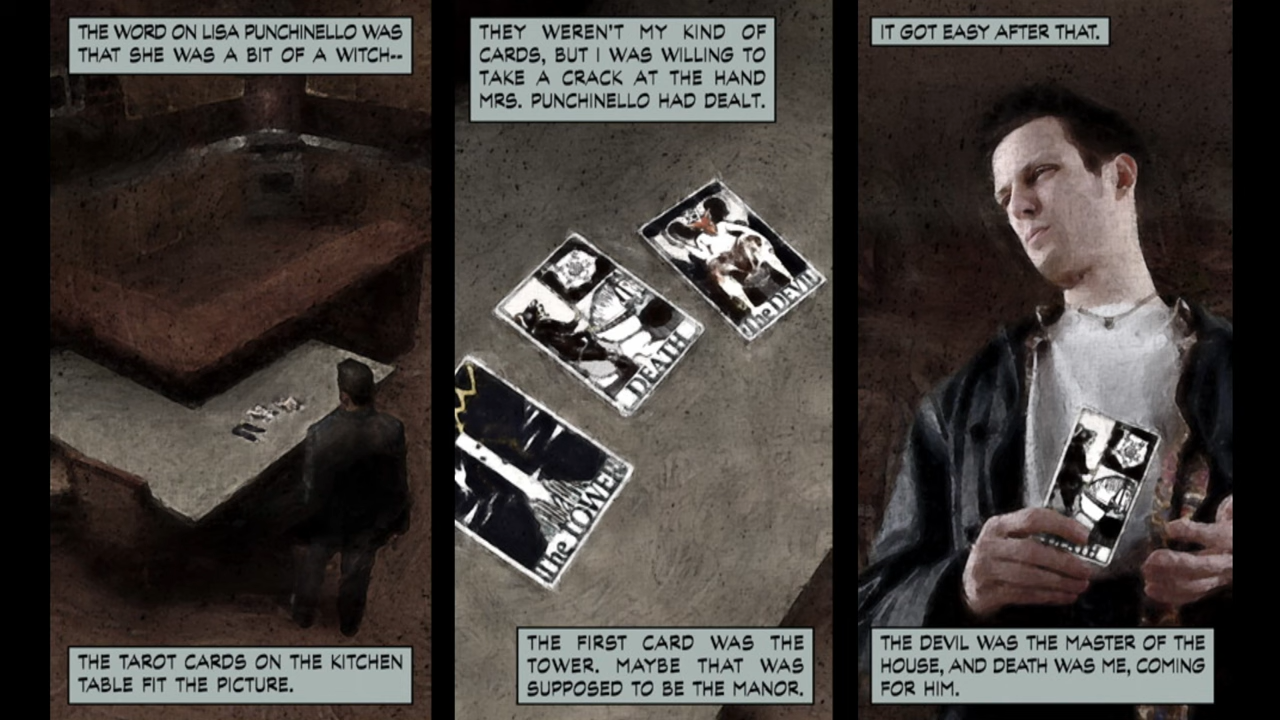 THE WORD ON LISA PUNCHINELLO WAS
THAT SHE WAS A BIT OF A WITCH--
THE TAROT CARDS ON THE KITCHEN
TABLE FIT THE PICTURE.
THEY WEREN'T MY KIND OF
CARDS, BUT I WAS WILLING TO
TAKE A CRACK AT THE HAND
MRS. PUNCHINELLO HAD DEALT.
The DEVIL
DEATH
The TOWER
THE FIRST CARD WAS THE
TOWER. MAYBE THAT WAS
SUPPOSED TO BE THE MANOR.
IT GOT EASY AFTER THAT.
THE DEVIL WAS THE MASTER OF THE
HOUSE, AND DEATH WAS ME, COMING
FOR HIM.